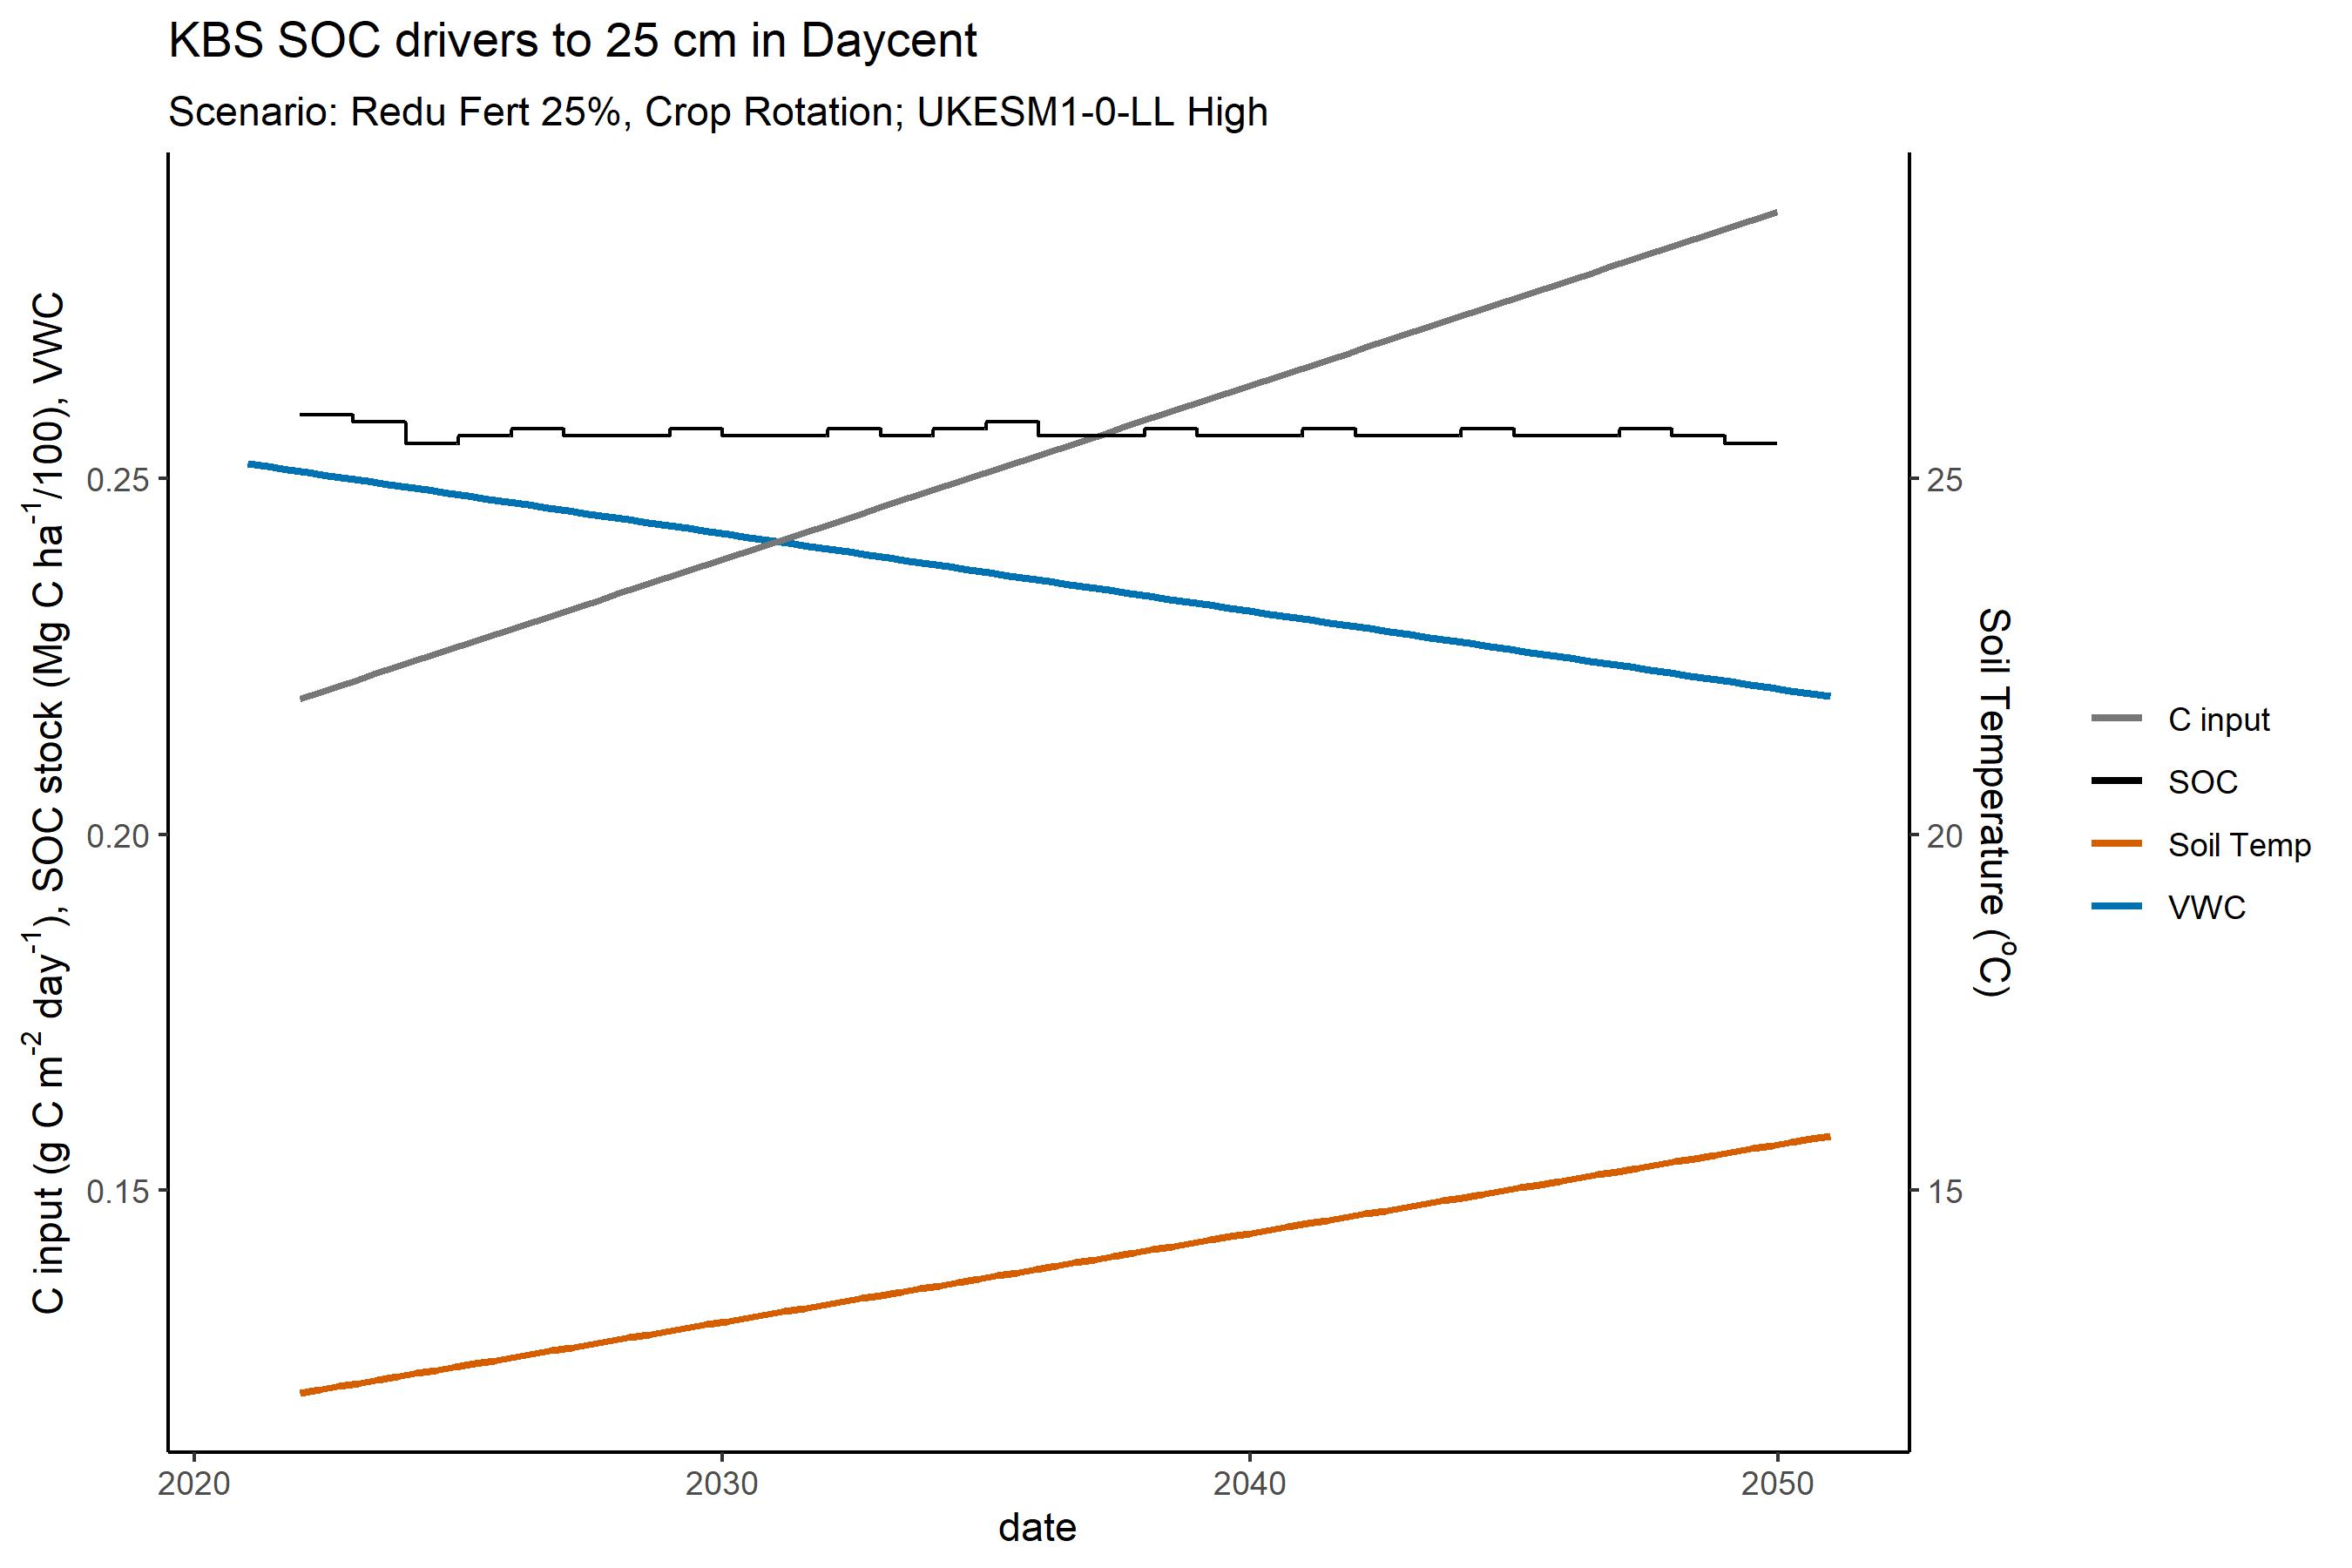 KBS SOC drivers to 25 cm in Daycent
Scenario: Redu Fert 25%, Crop Rotation; UKESM1-0-LL High
C input (g C m⁻² day⁻¹), SOC stock (Mg C ha⁻¹/100), VWC
0.25
0.20
0.15
25
20
15
Soil Temperature (°C)
C input
SOC
Soil Temp
VWC
2020 2030 2040 2050
date